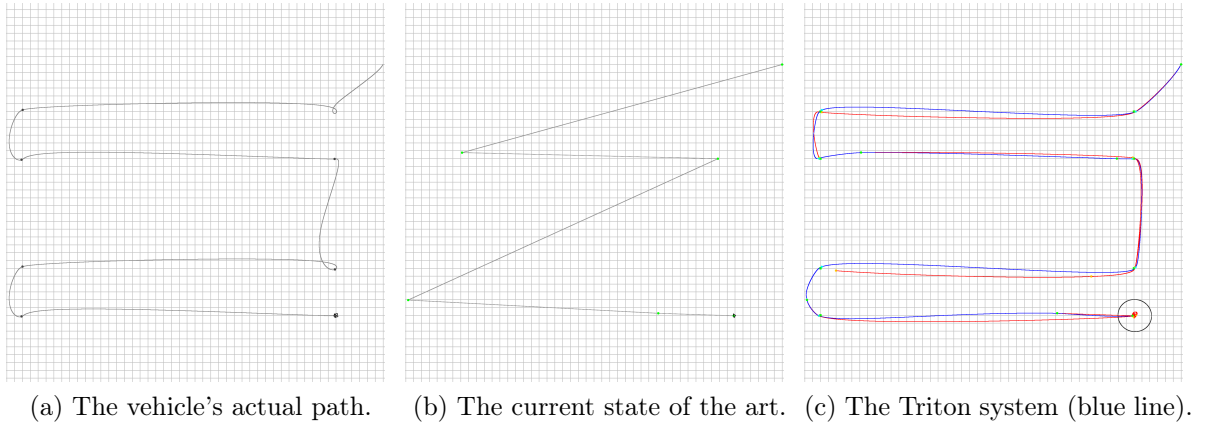 (a) The vehicle's actual path.
(b) The current state of the art.
(c) The Triton system (blue line).